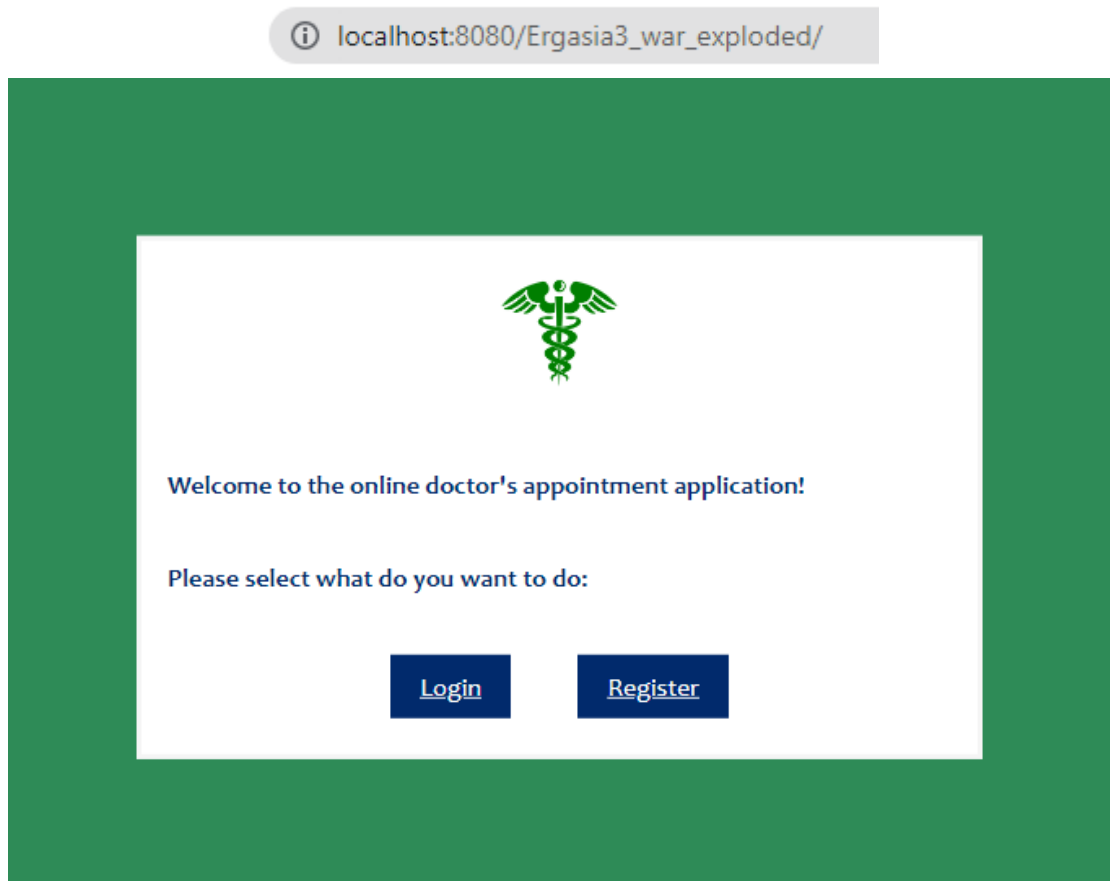 localhost:8080/Ergasia3_war_exploded/
Welcome to the online doctor's appointment application!
Please select what do you want to do:
Login Register